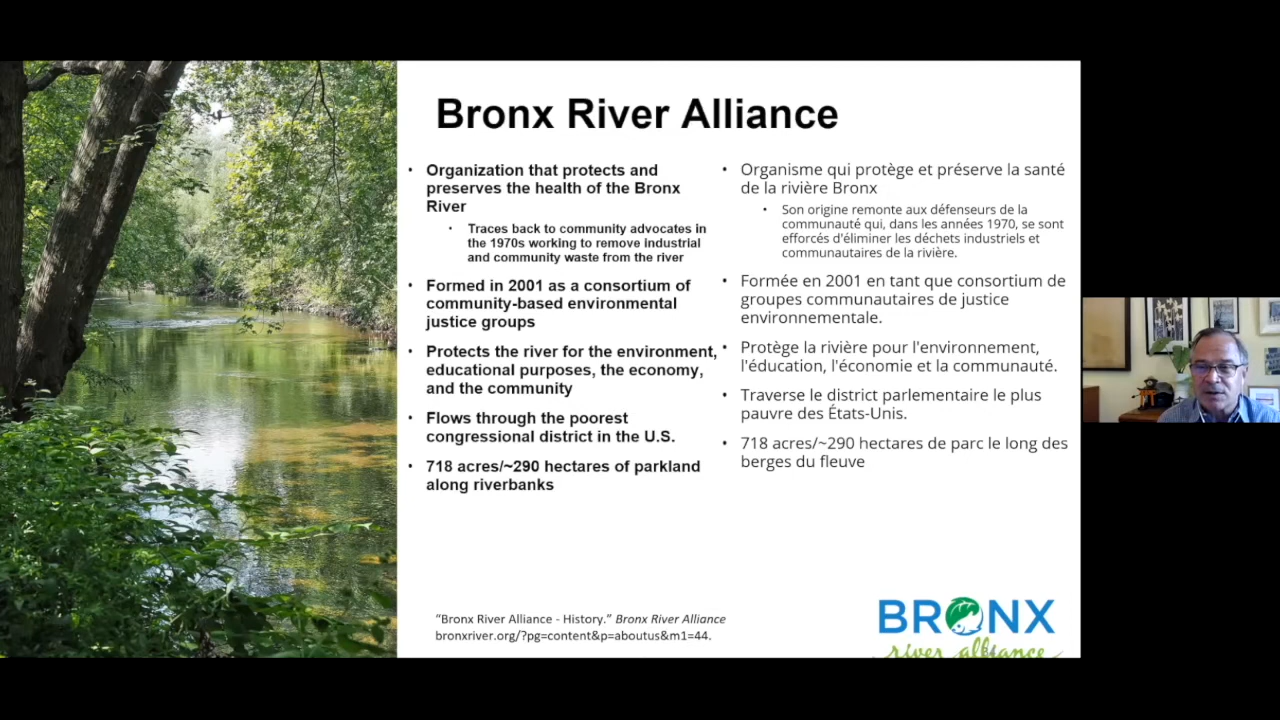 Bronx River Alliance
• Organization that protects and
preserves the health of the Bronx
River
• Traces back to community advocates in
the 1970s working to remove industrial
and community waste from the river
• Formed in 2001 as a consortium of
community-based environmental
justice groups
• Protects the river for the environment,
educational purposes, the economy,
and the community
• Flows through the poorest
congressional district in the U.S.
• 718 acres/~290 hectares of parkland
along riverbanks
• Organisme qui protège et préserve la santé
de la rivière Bronx
• Son origine remonte aux défenseurs de la
communauté qui, dans les années 1970, se sont
efforcés d'éliminer les déchets industriels et
communautaires de la rivière.
• Formée en 2001 en tant que consortium de
groupes communautaires de justice
environnementale.
• Protège la rivière pour l'environnement,
l'éducation, l'économie et la communauté.
• Traverse le district parlementaire le plus
pauvre des États-Unis.
• 718 acres/~290 hectares de parc le long des
berges du fleuve
“Bronx River Alliance - History.” Bronx River Alliance
bronxriver.org/?pg=content&p=aboutus&m1=44.
BRONX
river alliance